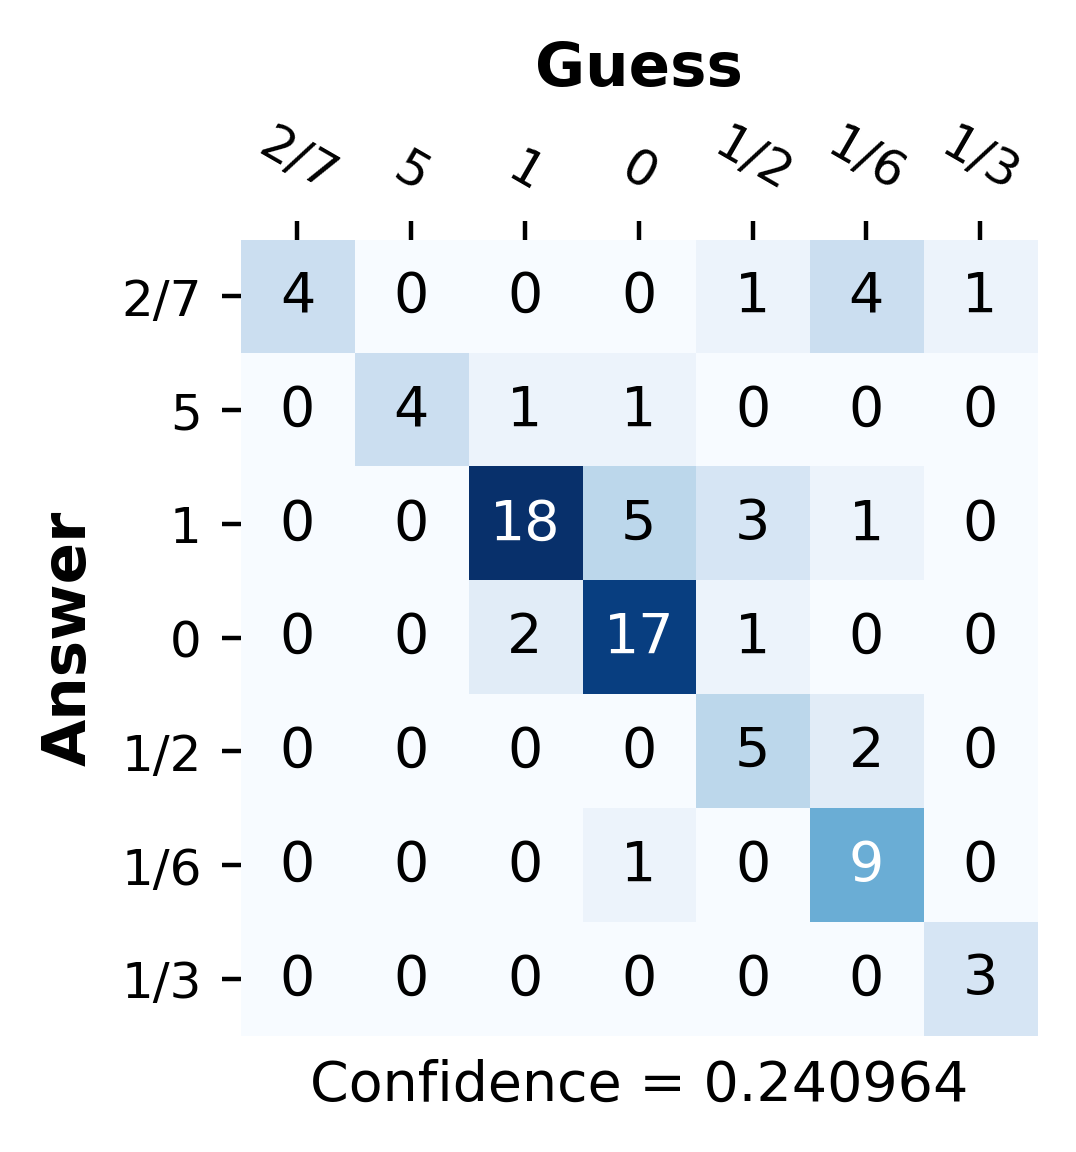 Guess
2/7 5 1 0 1/2 1/6 1/3
Answer
2/7 4 0 0 0 1 4 1
5 0 4 1 1 0 0 0
1 0 0 18 5 3 1 0
0 0 0 2 17 1 0 0
1/2 0 0 0 0 5 2 0
1/6 0 0 0 1 0 9 0
1/3 0 0 0 0 0 0 3
Confidence = 0.240964